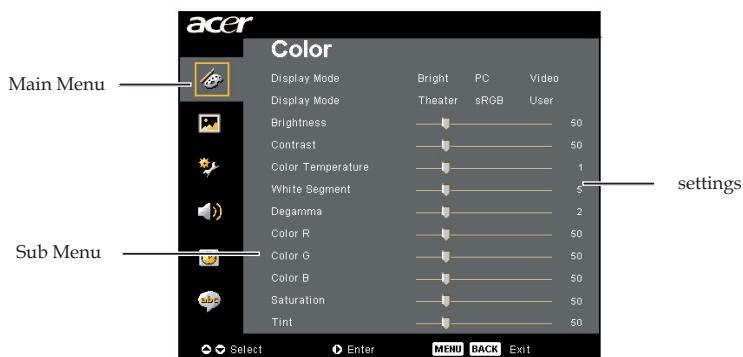 acer
Color
Main Menu
Display Mode Bright PC Video
Display Mode Theater sRGB User
Brightness 50
Contrast 50
Color Temperature 1
White Segment 5
settings
Degamma 2
Color R 50
Sub Menu
Color G 50
Color B 50
abc
Saturation 50
Tint 50
Select Enter MENU BACK Exit